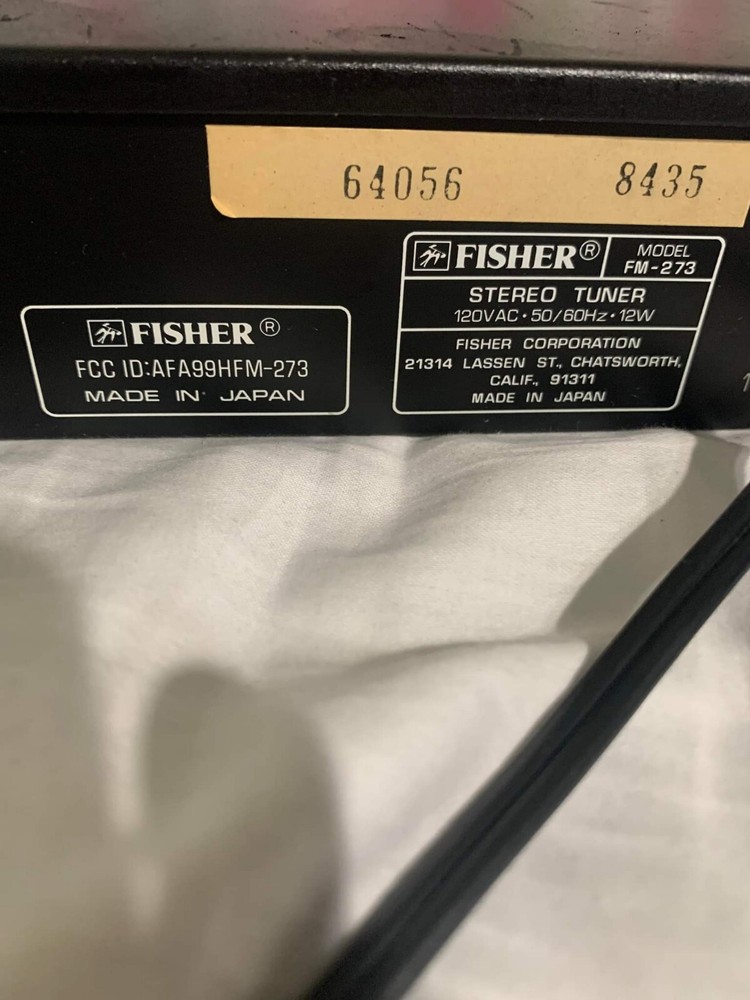 64056 8435
FISHER®
MODEL
FM-273
STEREO TUNER
120VAC·50/60Hz·12W
FISHER CORPORATION
21314 LASSEN ST., CHATSWORTH,
CALIF., 91311
MADE IN JAPAN
FISHER®
FCC ID:AFA99HFM-273
MADE IN JAPAN